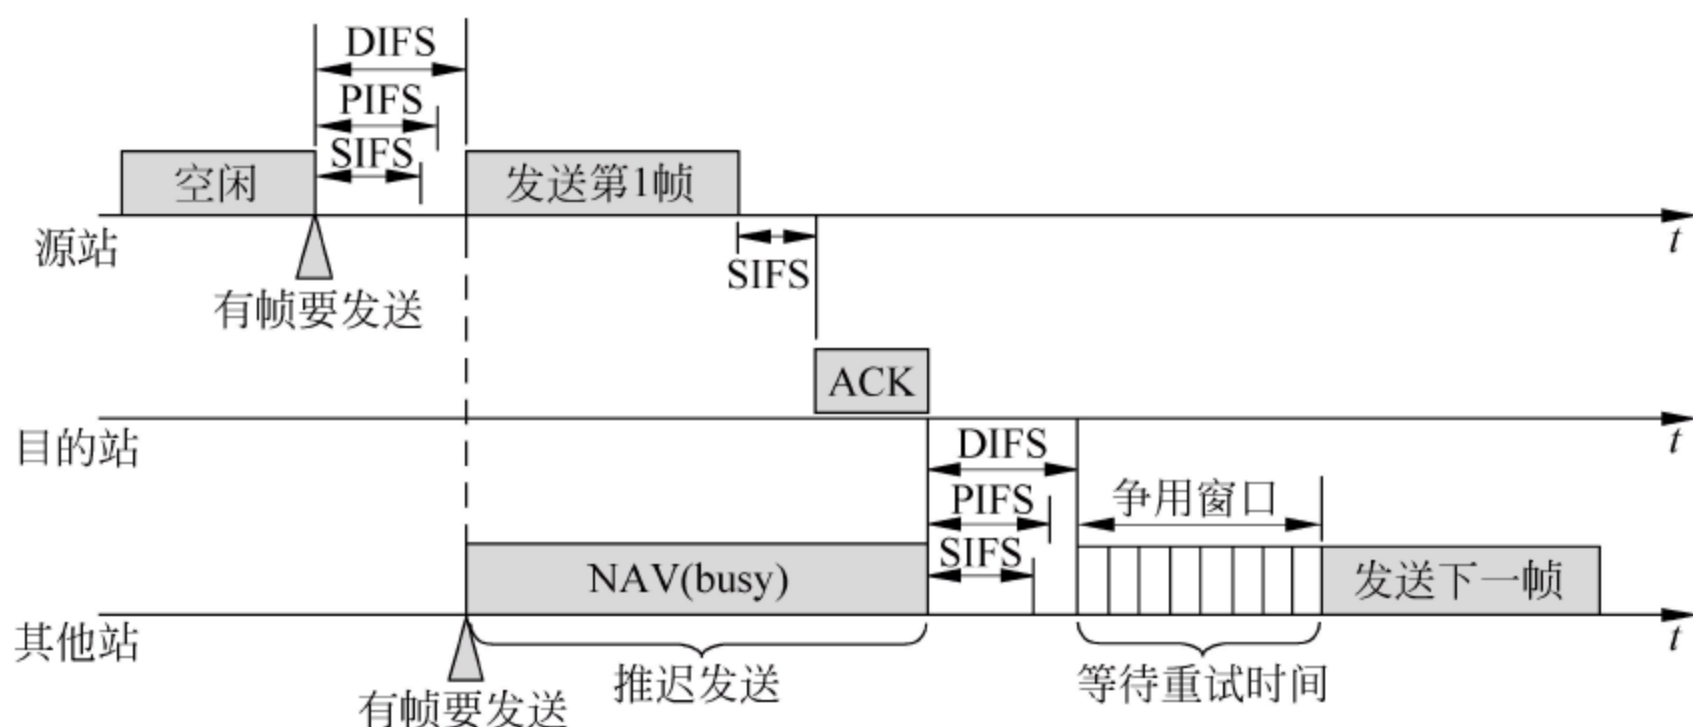 DIFS
PIFS
SIFS
空闲
发送第1帧
源站
t
SIFS
有帧要发送
ACK
目的站
t
DIFS
PIFS
争用窗口
SIFS
NAV(busy)
发送下一帧
其他站
t
推迟发送
等待重试时间
有帧要发送